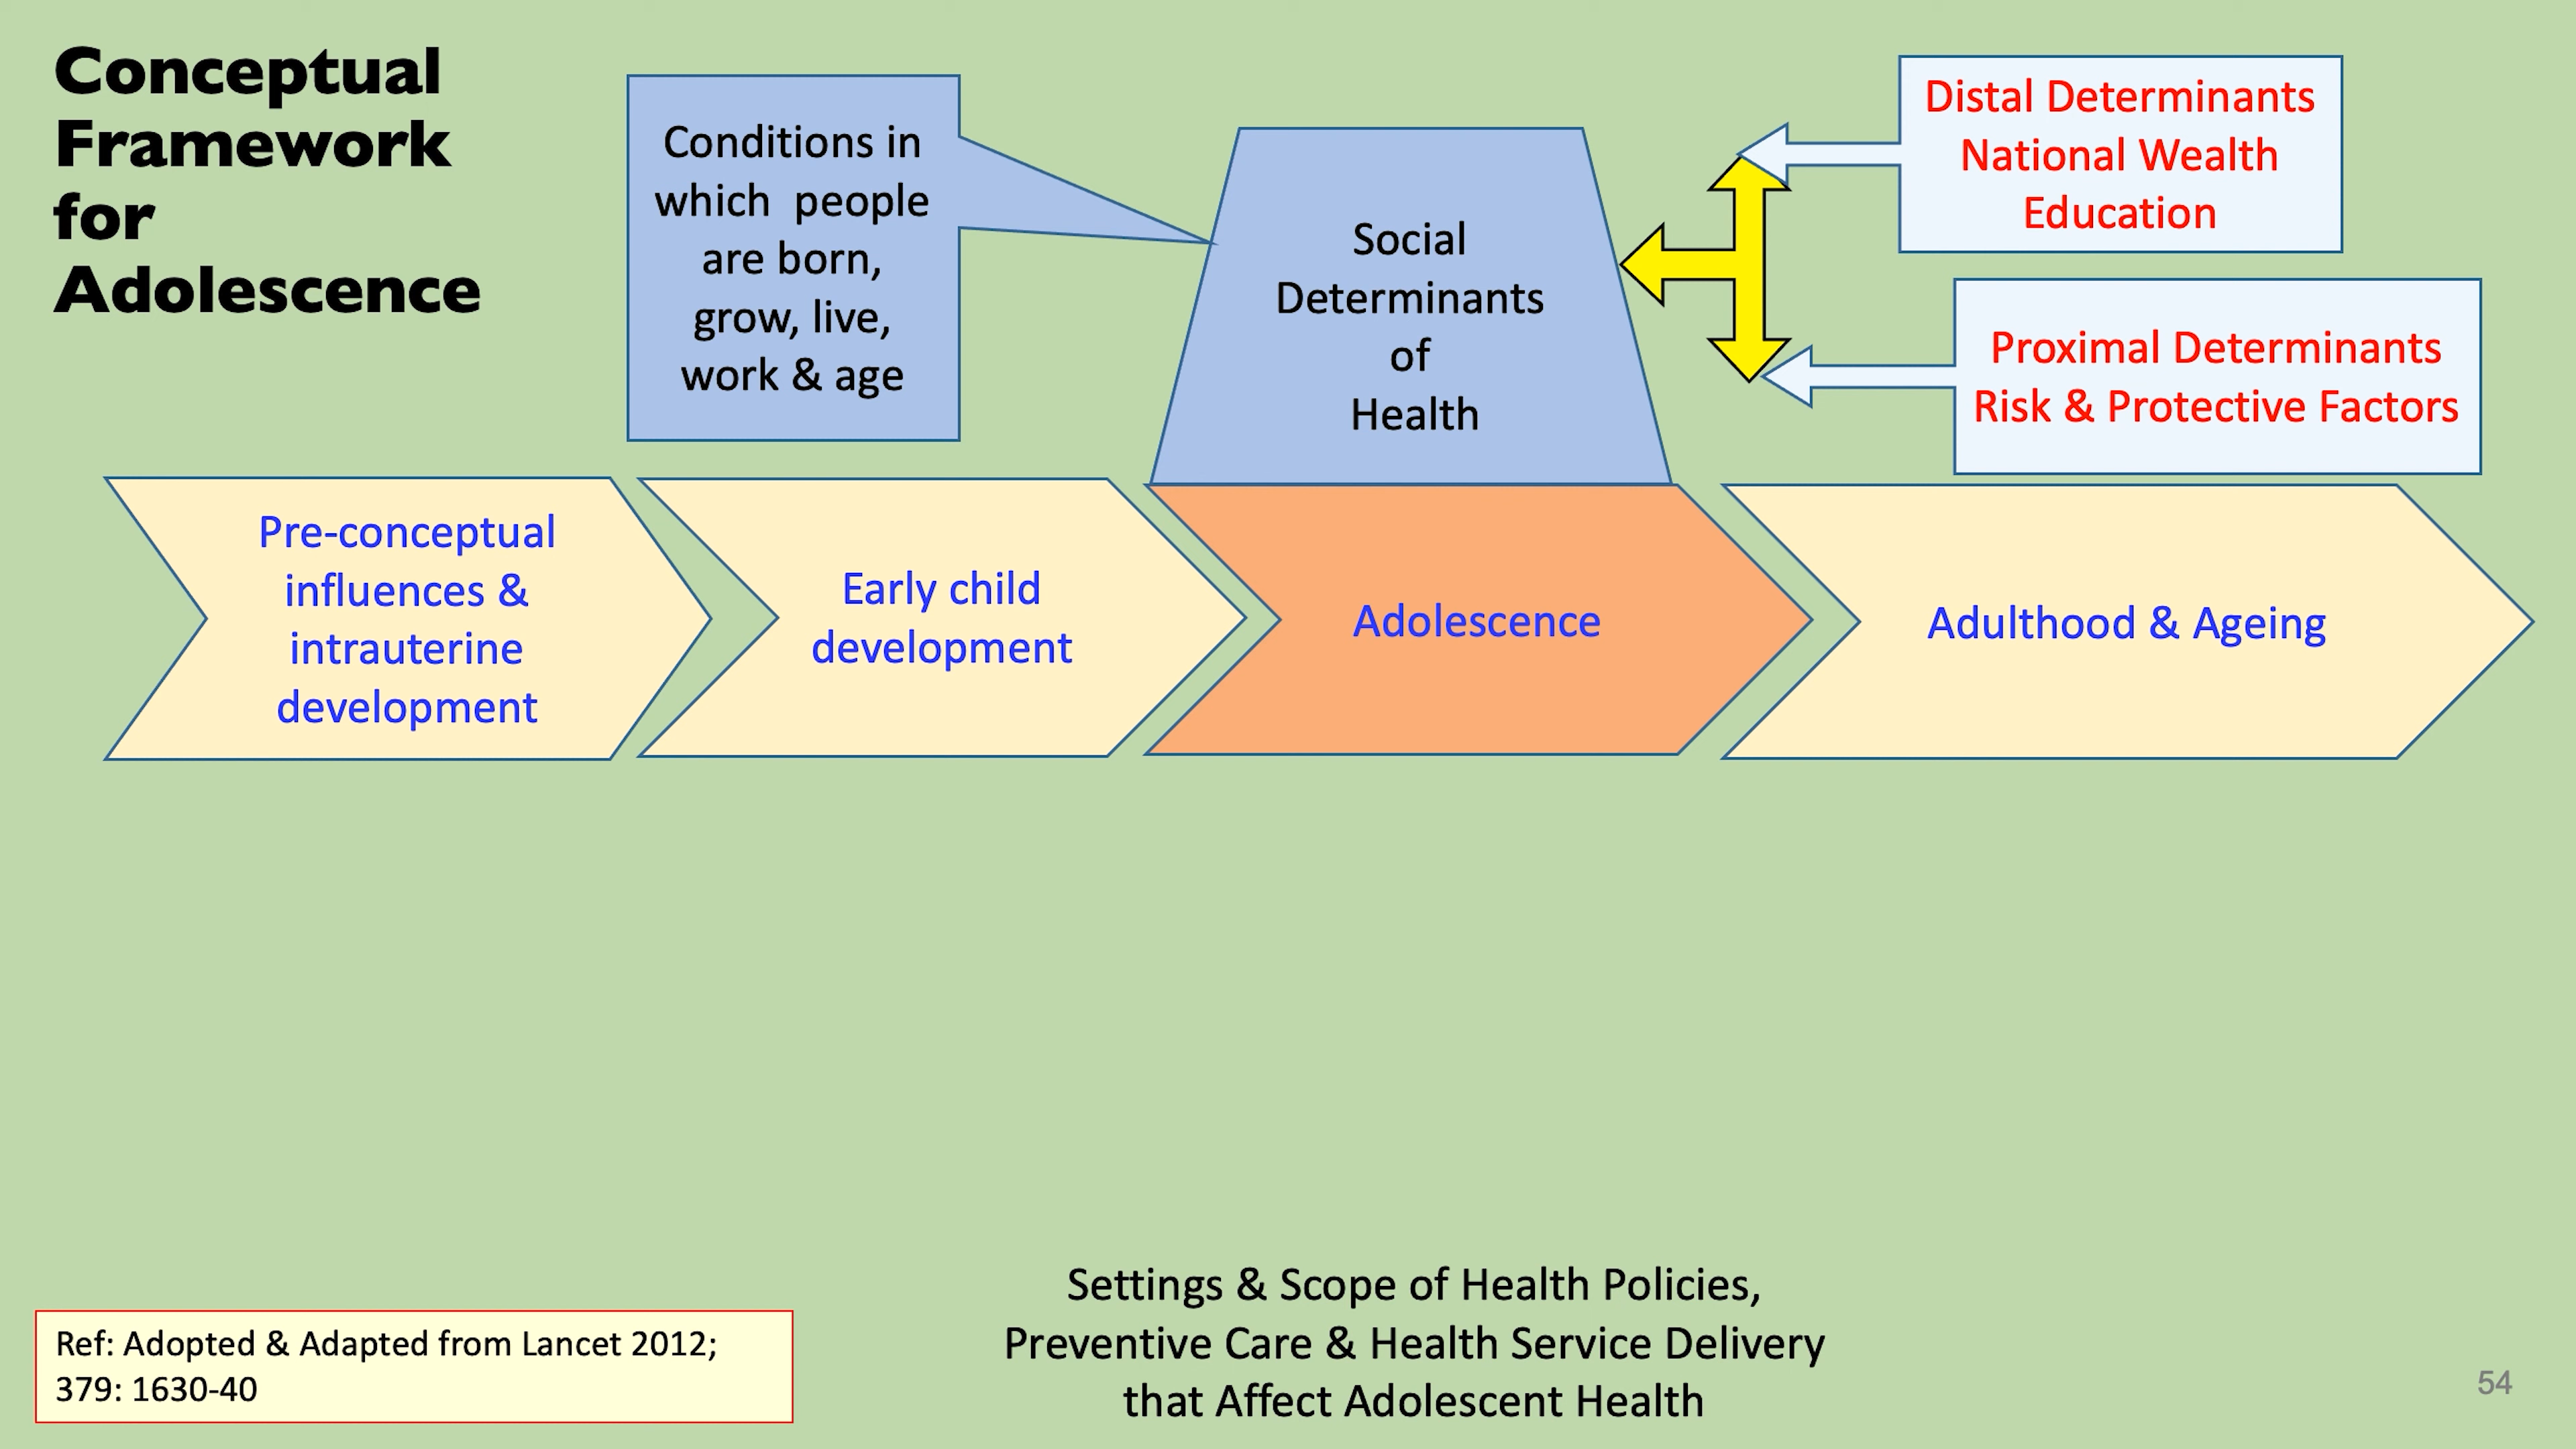 Conceptual
Framework
for
Adolescence
Conditions in
which people
are born,
grow, live,
work & age
Social
Determinants
of
Health
Distal Determinants
National Wealth
Education
Proximal Determinants
Risk & Protective Factors
Pre-conceptual
influences &
intrauterine
development
Early child
development
Adolescence
Adulthood & Ageing
Settings & Scope of Health Policies,
Preventive Care & Health Service Delivery
that Affect Adolescent Health
Ref: Adopted & Adapted from Lancet 2012;
379: 1630-40
54